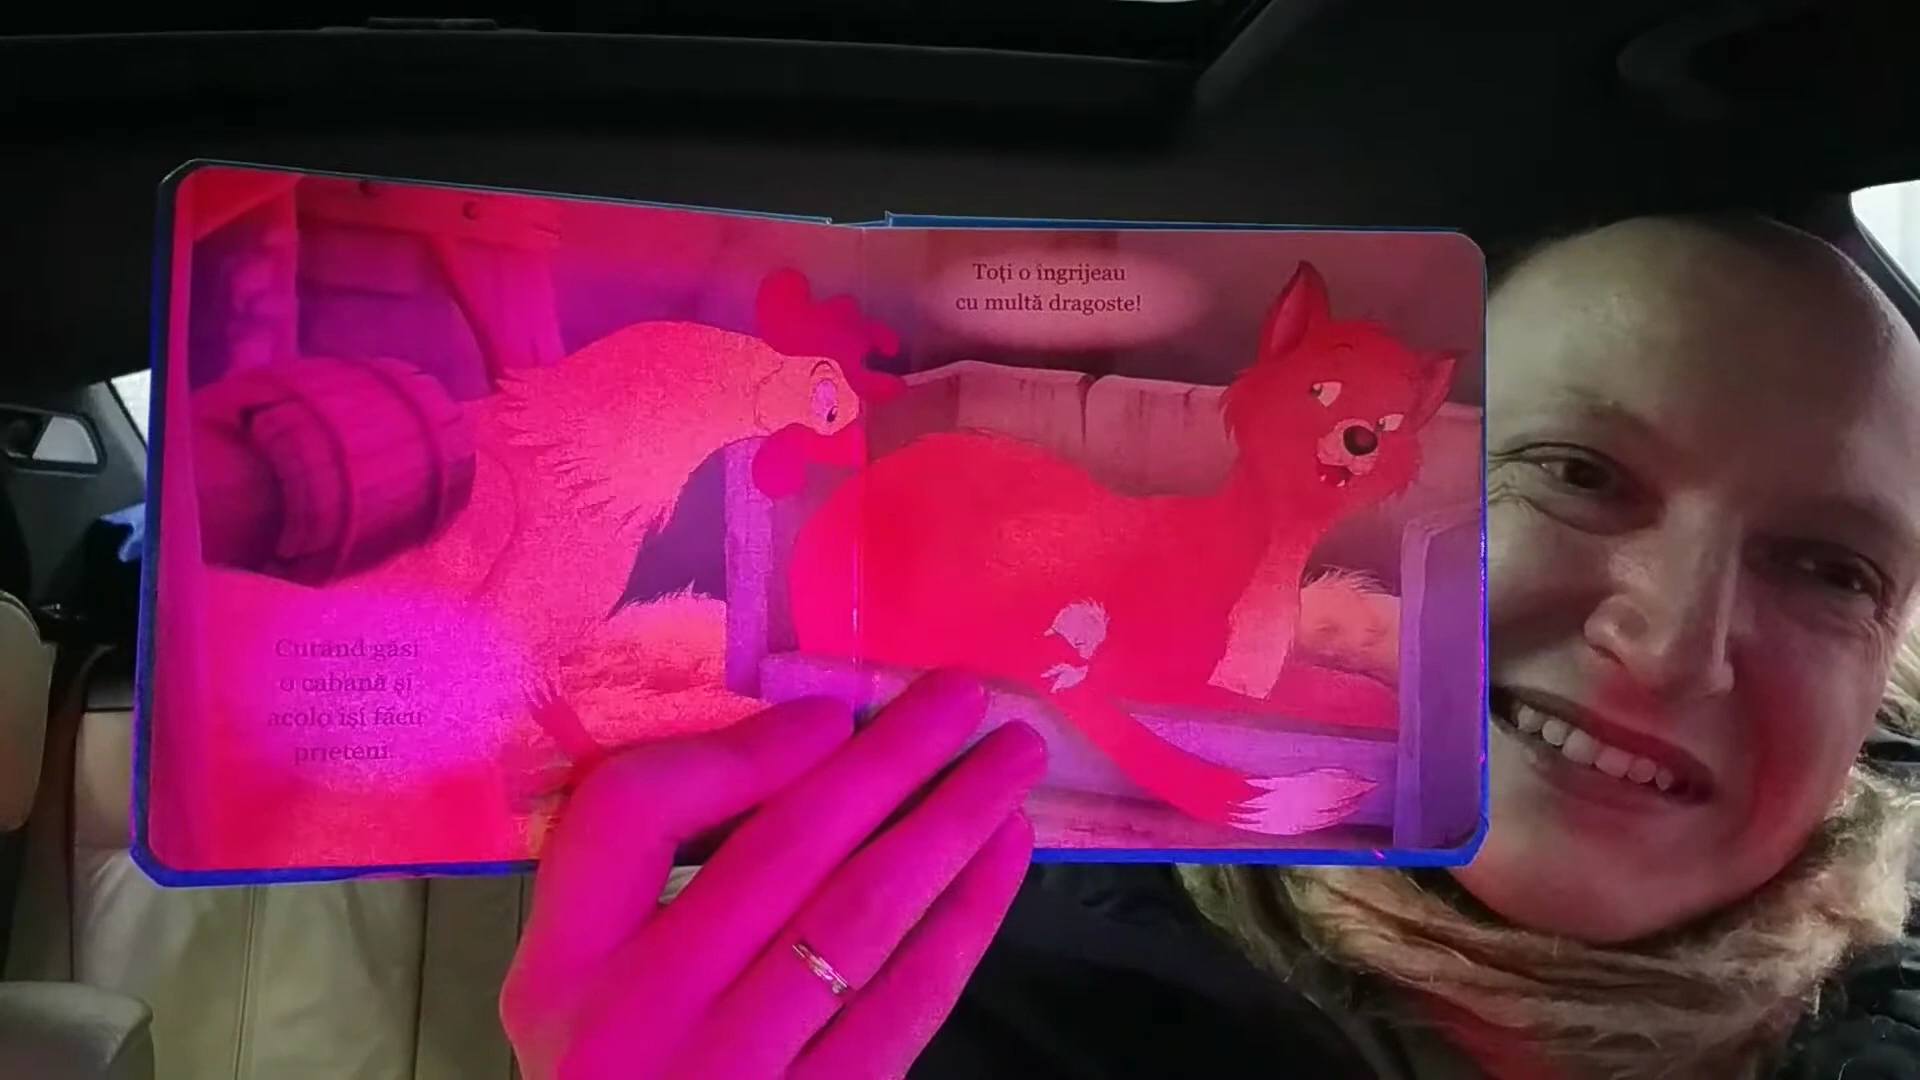 Curând găsi
o cabană și
acolo își făcu
prieteni.
Toți o îngrijeau
cu multă dragoste!